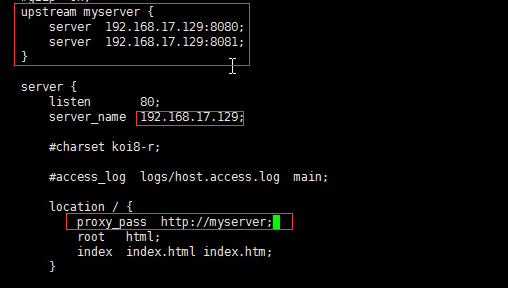 upstream myserver {
    server  192.168.17.129:8080;
    server  192.168.17.129:8081;
}
server {
    listen       80;
    server_name  192.168.17.129;
    #charset koi8-r;
    #access_log  logs/host.access.log  main;
    location / {
        proxy_pass  http://myserver;
        root   html;
        index  index.html index.htm;
    }